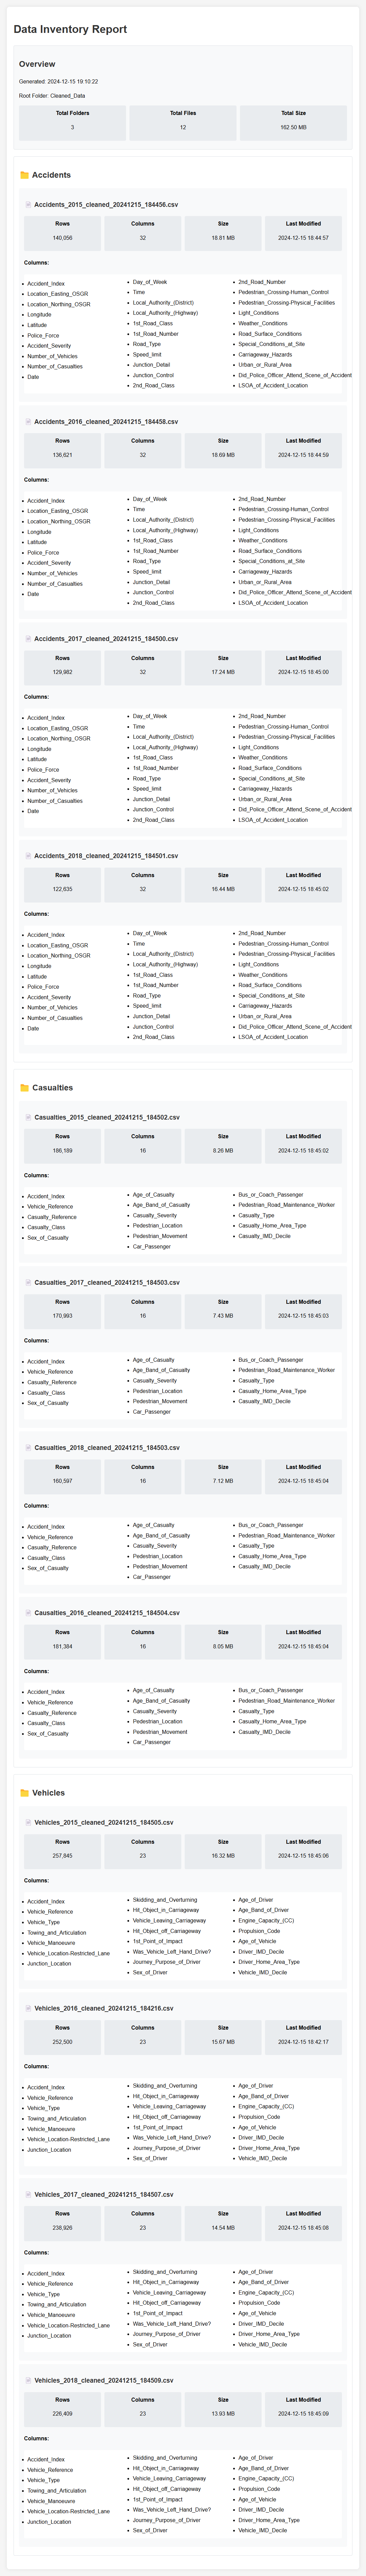 Data Inventory Report
Overview
Generated: 2024-12-15 19:10:22
Root Folder: Cleaned_Data
Total Folders
3
Total Files
12
Total Size
162.50 MB
Accidents
Accidents_2015_cleaned_20241215_184456.csv
Rows
140,056
Columns
32
Size
18.81 MB
Last Modified
2024-12-15 18:44:57
Columns:
Accident_Index
Location_Easting_OSGR
Location_Northing_OSGR
Longitude
Latitude
Police_Force
Accident_Severity
Number_of_Vehicles
Number_of_Casualties
Date
Day_of_Week
Time
Local_Authority_(District)
Local_Authority_(Highway)
1st_Road_Class
1st_Road_Number
Road_Type
Speed_limit
Junction_Detail
Junction_Control
2nd_Road_Class
2nd_Road_Number
Pedestrian_Crossing-Human_Control
Pedestrian_Crossing-Physical_Facilities
Light_Conditions
Weather_Conditions
Road_Surface_Conditions
Special_Conditions_at_Site
Carriageway_Hazards
Urban_or_Rural_Area
Did_Police_Officer_Attend_Scene_of_Accident
LSOA_of_Accident_Location
Accidents_2016_cleaned_20241215_184458.csv
Rows
136,621
Columns
32
Size
18.69 MB
Last Modified
2024-12-15 18:44:59
Columns:
Accident_Index
Location_Easting_OSGR
Location_Northing_OSGR
Longitude
Latitude
Police_Force
Accident_Severity
Number_of_Vehicles
Number_of_Casualties
Date
Day_of_Week
Time
Local_Authority_(District)
Local_Authority_(Highway)
1st_Road_Class
1st_Road_Number
Road_Type
Speed_limit
Junction_Detail
Junction_Control
2nd_Road_Class
2nd_Road_Number
Pedestrian_Crossing-Human_Control
Pedestrian_Crossing-Physical_Facilities
Light_Conditions
Weather_Conditions
Road_Surface_Conditions
Special_Conditions_at_Site
Carriageway_Hazards
Urban_or_Rural_Area
Did_Police_Officer_Attend_Scene_of_Accident
LSOA_of_Accident_Location
Accidents_2017_cleaned_20241215_184500.csv
Rows
129,982
Columns
32
Size
17.24 MB
Last Modified
2024-12-15 18:45:00
Columns:
Accident_Index
Location_Easting_OSGR
Location_Northing_OSGR
Longitude
Latitude
Police_Force
Accident_Severity
Number_of_Vehicles
Number_of_Casualties
Date
Day_of_Week
Time
Local_Authority_(District)
Local_Authority_(Highway)
1st_Road_Class
1st_Road_Number
Road_Type
Speed_limit
Junction_Detail
Junction_Control
2nd_Road_Class
2nd_Road_Number
Pedestrian_Crossing-Human_Control
Pedestrian_Crossing-Physical_Facilities
Light_Conditions
Weather_Conditions
Road_Surface_Conditions
Special_Conditions_at_Site
Carriageway_Hazards
Urban_or_Rural_Area
Did_Police_Officer_Attend_Scene_of_Accident
LSOA_of_Accident_Location
Accidents_2018_cleaned_20241215_184501.csv
Rows
122,635
Columns
32
Size
16.44 MB
Last Modified
2024-12-15 18:45:02
Columns:
Accident_Index
Location_Easting_OSGR
Location_Northing_OSGR
Longitude
Latitude
Police_Force
Accident_Severity
Number_of_Vehicles
Number_of_Casualties
Date
Day_of_Week
Time
Local_Authority_(District)
Local_Authority_(Highway)
1st_Road_Class
1st_Road_Number
Road_Type
Speed_limit
Junction_Detail
Junction_Control
2nd_Road_Class
2nd_Road_Number
Pedestrian_Crossing-Human_Control
Pedestrian_Crossing-Physical_Facilities
Light_Conditions
Weather_Conditions
Road_Surface_Conditions
Special_Conditions_at_Site
Carriageway_Hazards
Urban_or_Rural_Area
Did_Police_Officer_Attend_Scene_of_Accident
LSOA_of_Accident_Location
Casualties
Casualties_2015_cleaned_20241215_184502.csv
Rows
186,189
Columns
16
Size
8.26 MB
Last Modified
2024-12-15 18:45:02
Columns:
Accident_Index
Vehicle_Reference
Casualty_Reference
Casualty_Class
Sex_of_Casualty
Age_of_Casualty
Age_Band_of_Casualty
Casualty_Severity
Pedestrian_Location
Pedestrian_Movement
Car_Passenger
Bus_or_Coach_Passenger
Pedestrian_Road_Maintenance_Worker
Casualty_Type
Casualty_Home_Area_Type
Casualty_IMD_Decile
Casualties_2017_cleaned_20241215_184503.csv
Rows
170,993
Columns
16
Size
7.43 MB
Last Modified
2024-12-15 18:45:03
Columns:
Accident_Index
Vehicle_Reference
Casualty_Reference
Casualty_Class
Sex_of_Casualty
Age_of_Casualty
Age_Band_of_Casualty
Casualty_Severity
Pedestrian_Location
Pedestrian_Movement
Car_Passenger
Bus_or_Coach_Passenger
Pedestrian_Road_Maintenance_Worker
Casualty_Type
Casualty_Home_Area_Type
Casualty_IMD_Decile
Casualties_2018_cleaned_20241215_184503.csv
Rows
160,597
Columns
16
Size
7.12 MB
Last Modified
2024-12-15 18:45:04
Columns:
Accident_Index
Vehicle_Reference
Casualty_Reference
Casualty_Class
Sex_of_Casualty
Age_of_Casualty
Age_Band_of_Casualty
Casualty_Severity
Pedestrian_Location
Pedestrian_Movement
Car_Passenger
Bus_or_Coach_Passenger
Pedestrian_Road_Maintenance_Worker
Casualty_Type
Casualty_Home_Area_Type
Casualty_IMD_Decile
Causalties_2016_cleaned_20241215_184504.csv
Rows
181,384
Columns
16
Size
8.05 MB
Last Modified
2024-12-15 18:45:04
Columns:
Accident_Index
Vehicle_Reference
Casualty_Reference
Casualty_Class
Sex_of_Casualty
Age_of_Casualty
Age_Band_of_Casualty
Casualty_Severity
Pedestrian_Location
Pedestrian_Movement
Car_Passenger
Bus_or_Coach_Passenger
Pedestrian_Road_Maintenance_Worker
Casualty_Type
Casualty_Home_Area_Type
Casualty_IMD_Decile
Vehicles
Vehicles_2015_cleaned_20241215_184505.csv
Rows
257,845
Columns
23
Size
16.32 MB
Last Modified
2024-12-15 18:45:06
Columns:
Accident_Index
Vehicle_Reference
Vehicle_Type
Towing_and_Articulation
Vehicle_Manoeuvre
Vehicle_Location-Restricted_Lane
Junction_Location
Skidding_and_Overturning
Hit_Object_in_Carriageway
Vehicle_Leaving_Carriageway
Hit_Object_off_Carriageway
1st_Point_of_Impact
Was_Vehicle_Left_Hand_Drive?
Journey_Purpose_of_Driver
Sex_of_Driver
Age_of_Driver
Age_Band_of_Driver
Engine_Capacity_(CC)
Propulsion_Code
Age_of_Vehicle
Driver_IMD_Decile
Driver_Home_Area_Type
Vehicle_IMD_Decile
Vehicles_2016_cleaned_20241215_184216.csv
Rows
252,500
Columns
23
Size
15.67 MB
Last Modified
2024-12-15 18:42:17
Columns:
Accident_Index
Vehicle_Reference
Vehicle_Type
Towing_and_Articulation
Vehicle_Manoeuvre
Vehicle_Location-Restricted_Lane
Junction_Location
Skidding_and_Overturning
Hit_Object_in_Carriageway
Vehicle_Leaving_Carriageway
Hit_Object_off_Carriageway
1st_Point_of_Impact
Was_Vehicle_Left_Hand_Drive?
Journey_Purpose_of_Driver
Sex_of_Driver
Age_of_Driver
Age_Band_of_Driver
Engine_Capacity_(CC)
Propulsion_Code
Age_of_Vehicle
Driver_IMD_Decile
Driver_Home_Area_Type
Vehicle_IMD_Decile
Vehicles_2017_cleaned_20241215_184507.csv
Rows
238,926
Columns
23
Size
14.54 MB
Last Modified
2024-12-15 18:45:08
Columns:
Accident_Index
Vehicle_Reference
Vehicle_Type
Towing_and_Articulation
Vehicle_Manoeuvre
Vehicle_Location-Restricted_Lane
Junction_Location
Skidding_and_Overturning
Hit_Object_in_Carriageway
Vehicle_Leaving_Carriageway
Hit_Object_off_Carriageway
1st_Point_of_Impact
Was_Vehicle_Left_Hand_Drive?
Journey_Purpose_of_Driver
Sex_of_Driver
Age_of_Driver
Age_Band_of_Driver
Engine_Capacity_(CC)
Propulsion_Code
Age_of_Vehicle
Driver_IMD_Decile
Driver_Home_Area_Type
Vehicle_IMD_Decile
Vehicles_2018_cleaned_20241215_184509.csv
Rows
226,409
Columns
23
Size
13.93 MB
Last Modified
2024-12-15 18:45:09
Columns:
Accident_Index
Vehicle_Reference
Vehicle_Type
Towing_and_Articulation
Vehicle_Manoeuvre
Vehicle_Location-Restricted_Lane
Junction_Location
Skidding_and_Overturning
Hit_Object_in_Carriageway
Vehicle_Leaving_Carriageway
Hit_Object_off_Carriageway
1st_Point_of_Impact
Was_Vehicle_Left_Hand_Drive?
Journey_Purpose_of_Driver
Sex_of_Driver
Age_of_Driver
Age_Band_of_Driver
Engine_Capacity_(CC)
Propulsion_Code
Age_of_Vehicle
Driver_IMD_Decile
Driver_Home_Area_Type
Vehicle_IMD_Decile